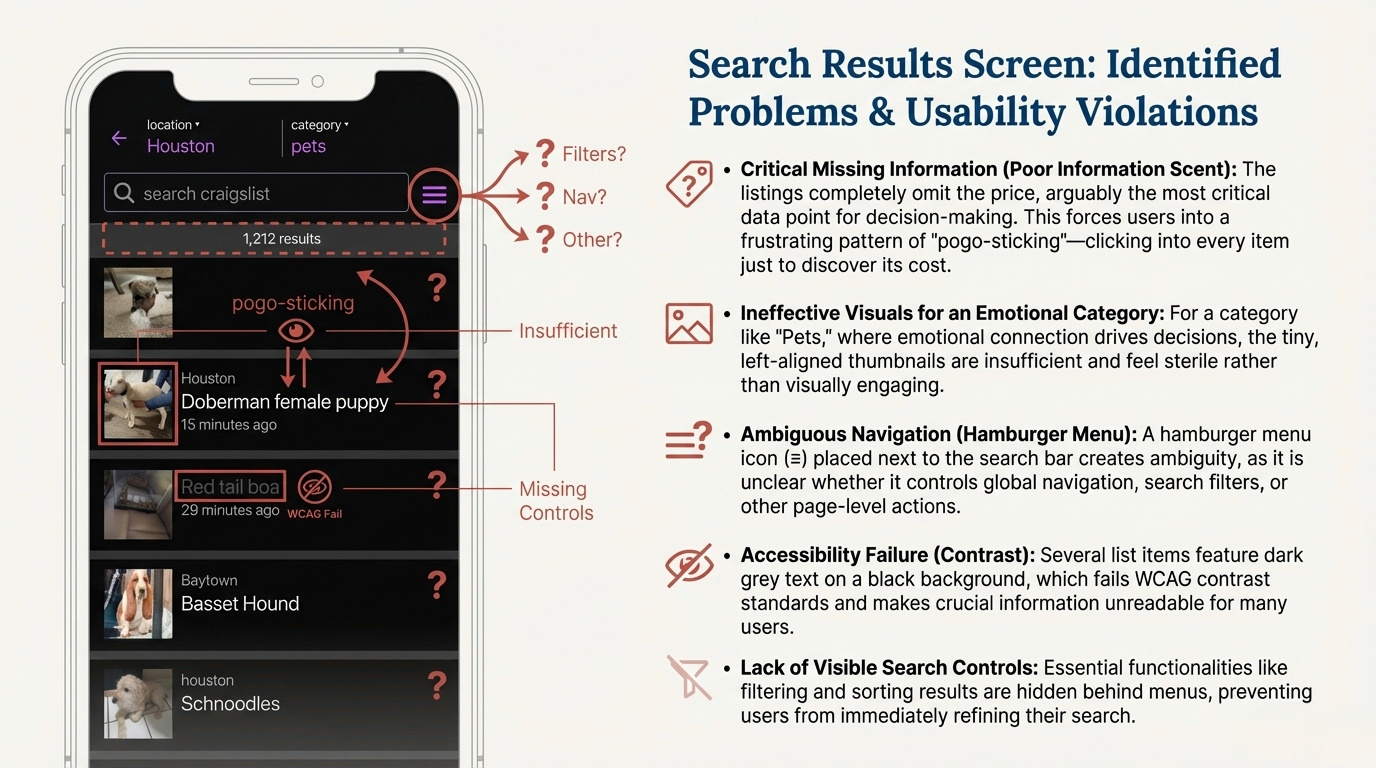 Search Results Screen: Identified
Problems & Usability Violations
location ▾
Houston
category ▾
pets
search craigslist
1,212 results
? Filters?
? Nav?
? Other?
pogo-sticking
?
Insufficient
Houston
Doberman female puppy
15 minutes ago
?
Red tail boa
29 minutes ago
WCAG Fail
?
Missing
Controls
Baytown
Basset Hound
?
houston
Schnoodles
?
• Critical Missing Information (Poor Information Scent): The
listings completely omit the price, arguably the most critical
data point for decision-making. This forces users into a
frustrating pattern of "pogo-sticking"—clicking into every item
just to discover its cost.
• Ineffective Visuals for an Emotional Category: For a category
like "Pets," where emotional connection drives decisions, the tiny,
left-aligned thumbnails are insufficient and feel sterile rather
than visually engaging.
• Ambiguous Navigation (Hamburger Menu): A hamburger menu
icon (≡) placed next to the search bar creates ambiguity, as it is
unclear whether it controls global navigation, search filters, or
other page-level actions.
• Accessibility Failure (Contrast): Several list items feature dark
grey text on a black background, which fails WCAG contrast
standards and makes crucial information unreadable for many
users.
• Lack of Visible Search Controls: Essential functionalities like
filtering and sorting results are hidden behind menus, preventing
users from immediately refining their search.